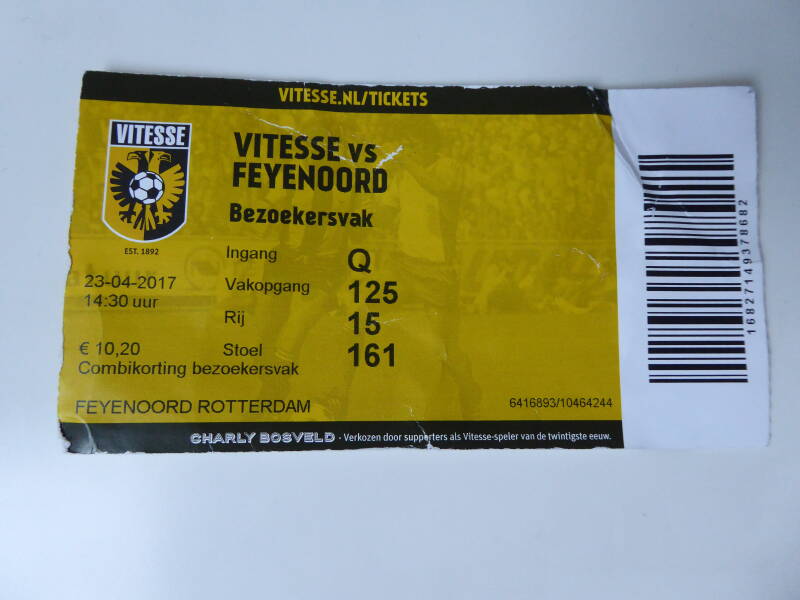 VITESSE.NL/TICKETS
VITESSE
EST. 1892
VITESSE vs
FEYENOORD
Bezoekersvak
Ingang Q
23-04-2017 Vakopgang 125
14:30 uur
Rij 15
€ 10,20 Stoel 161
Combikorting bezoekersvak
FEYENOORD ROTTERDAM 6416893/10464244
CHARLY BOSVELD - Verkozen door supporters als Vitesse-speler van de twintigste eeuw.
16827149378682